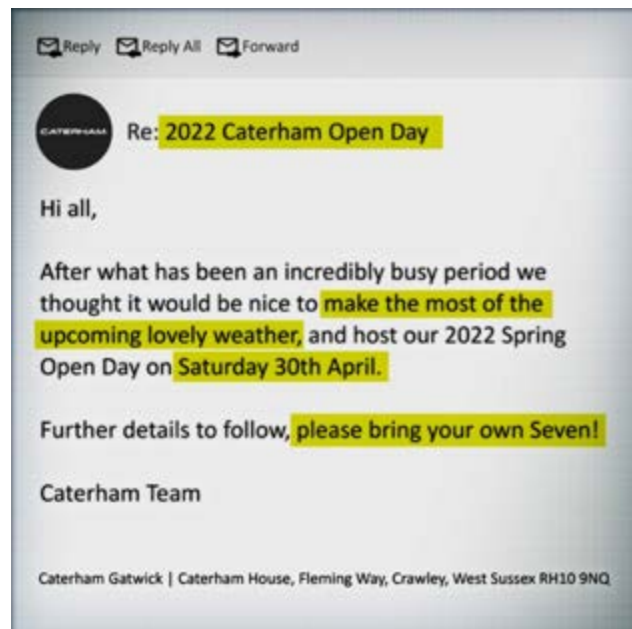 Reply Reply All Forward
CATERHAM
Re: 2022 Caterham Open Day
Hi all,
After what has been an incredibly busy period we
thought it would be nice to make the most of the
upcoming lovely weather, and host our 2022 Spring
Open Day on Saturday 30th April.
Further details to follow, please bring your own Seven!
Caterham Team
Caterham Gatwick | Caterham House, Fleming Way, Crawley, West Sussex RH10 9NQ